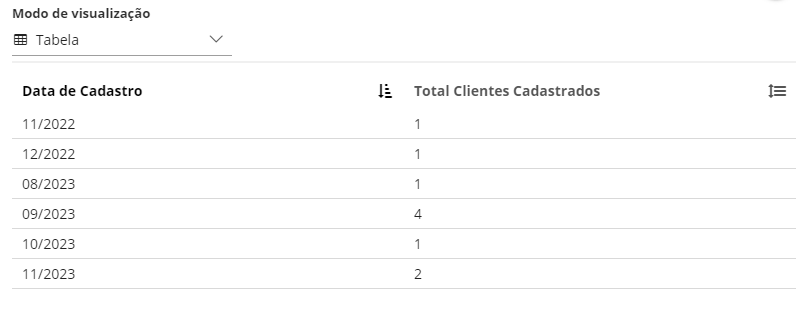 Modo de visualização
Tabela
Data de Cadastro Total Clientes Cadastrados
11/2022 1
12/2022 1
08/2023 1
09/2023 4
10/2023 1
11/2023 2